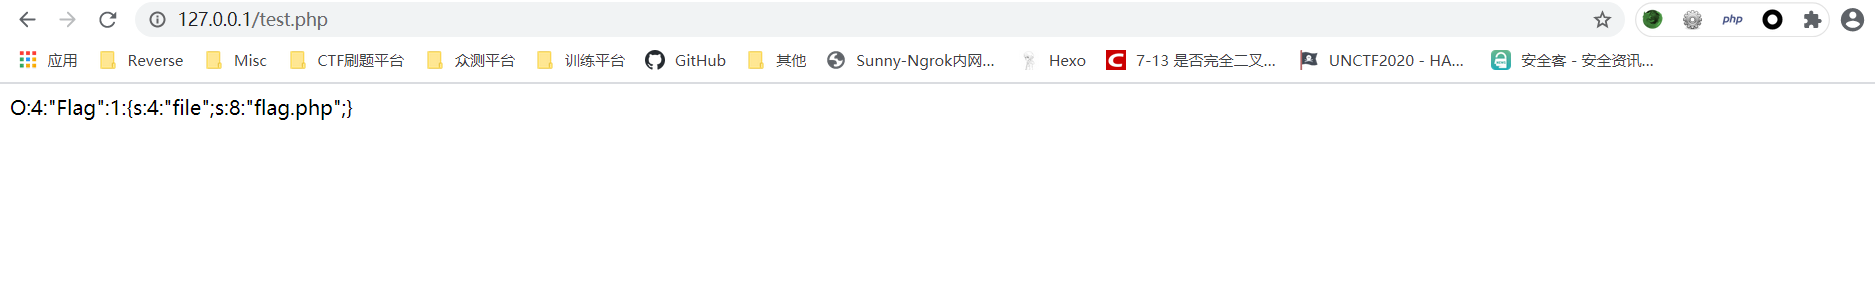 127.0.0.1/test.php php
应用 Reverse Misc CTF刷题平台 众测平台 训练平台 GitHub 其他 Sunny-Ngrok内网... Hexo C 7-13 是否完全二叉... UNCTF2020 - HA... 安全客 - 安全资讯...
O:4:"Flag":1:{s:4:"file";s:8:"flag.php";}